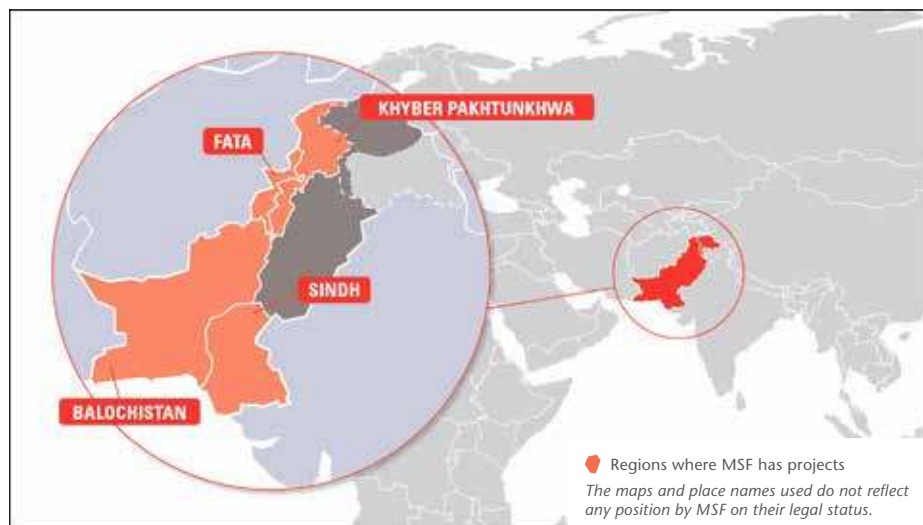 KHYBER PAKHTUNKHWA
FATA
SINDH
BALOCHISTAN
Regions where MSF has projects
The maps and place names used do not reflect
any position by MSF on their legal status.